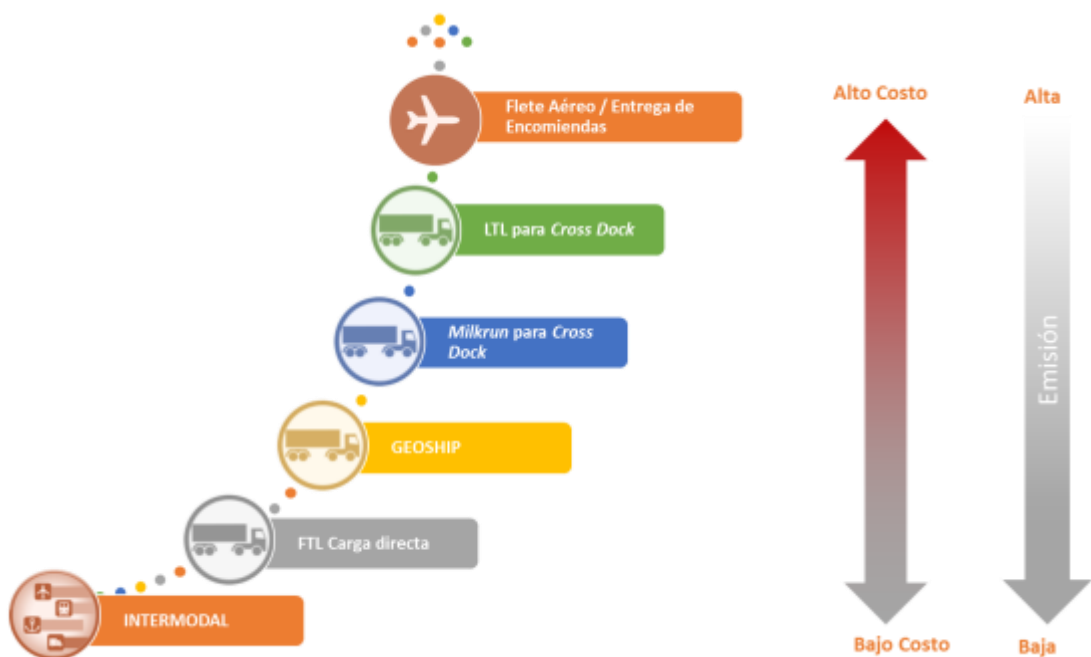 Flete Aéreo / Entrega de
Encomiendas
Alto Costo
Alta
LTL para Cross Dock
Milkrun para Cross
Dock
Emisión
GEOSHIP
FTL Carga directa
INTERMODAL
Bajo Costo
Baja